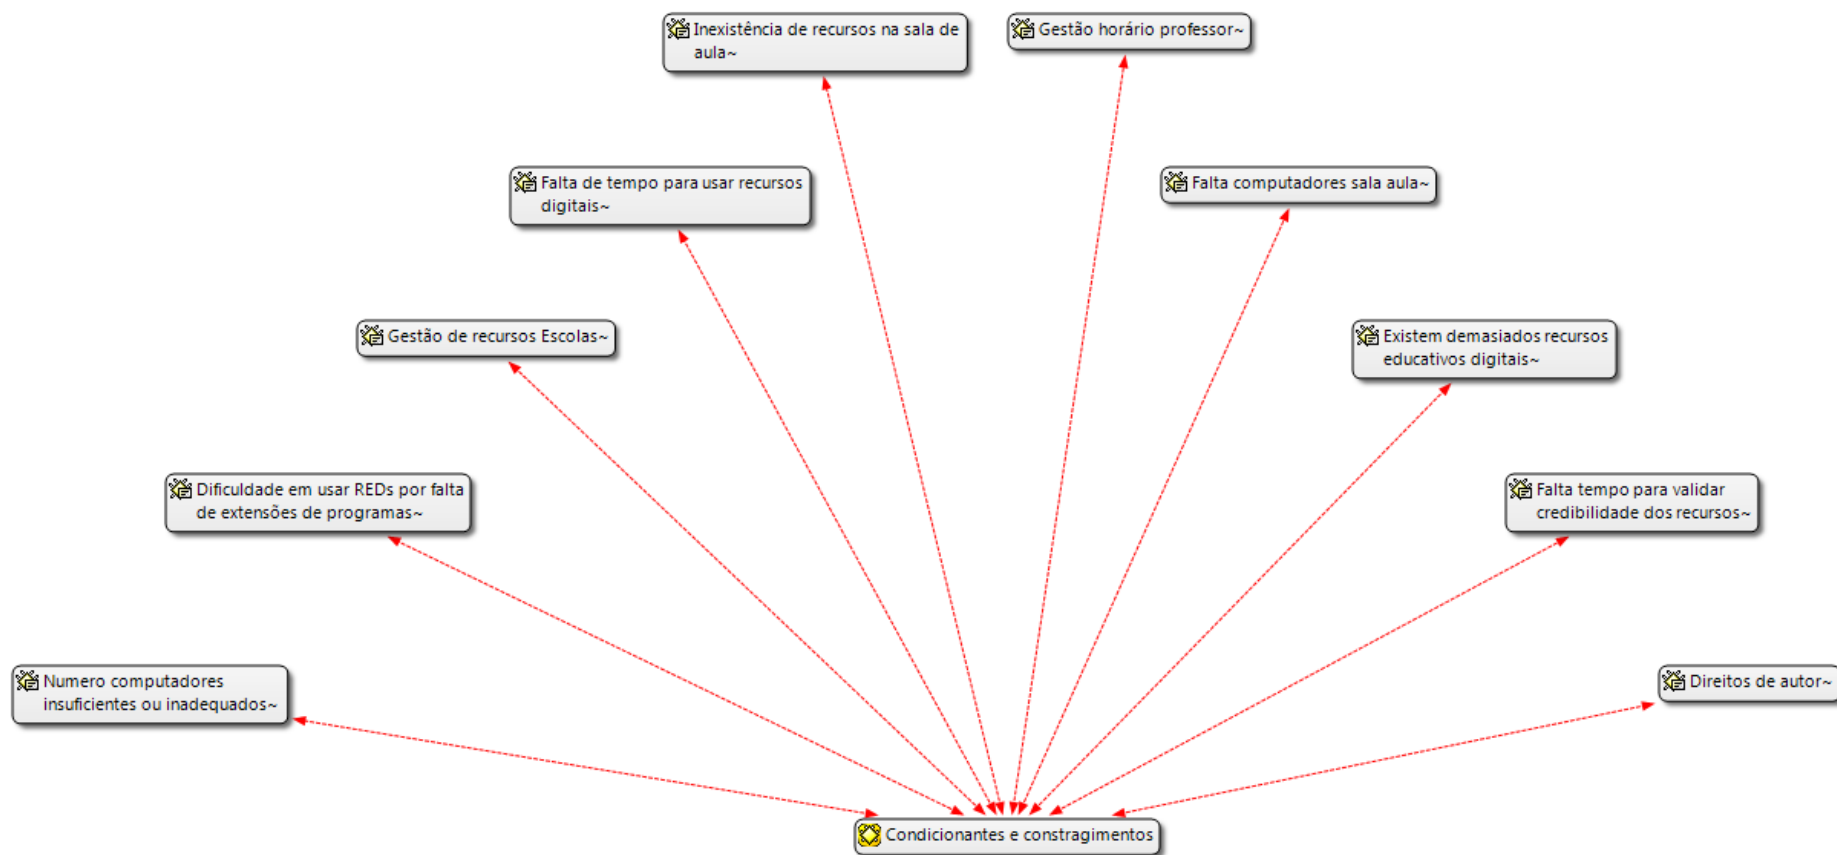 Inexistência de recursos na sala de
aula~
Gestão horário professor~
Falta de tempo para usar recursos
digitais~
Falta computadores sala aula~
Gestão de recursos Escolas~
Existem demasiados recursos
educativos digitais~
Dificuldade em usar REDs por falta
de extensões de programas~
Falta tempo para validar
credibilidade dos recursos~
Numero computadores
insuficientes ou inadequados~
Direitos de autor~
Condicionantes e constragimentos